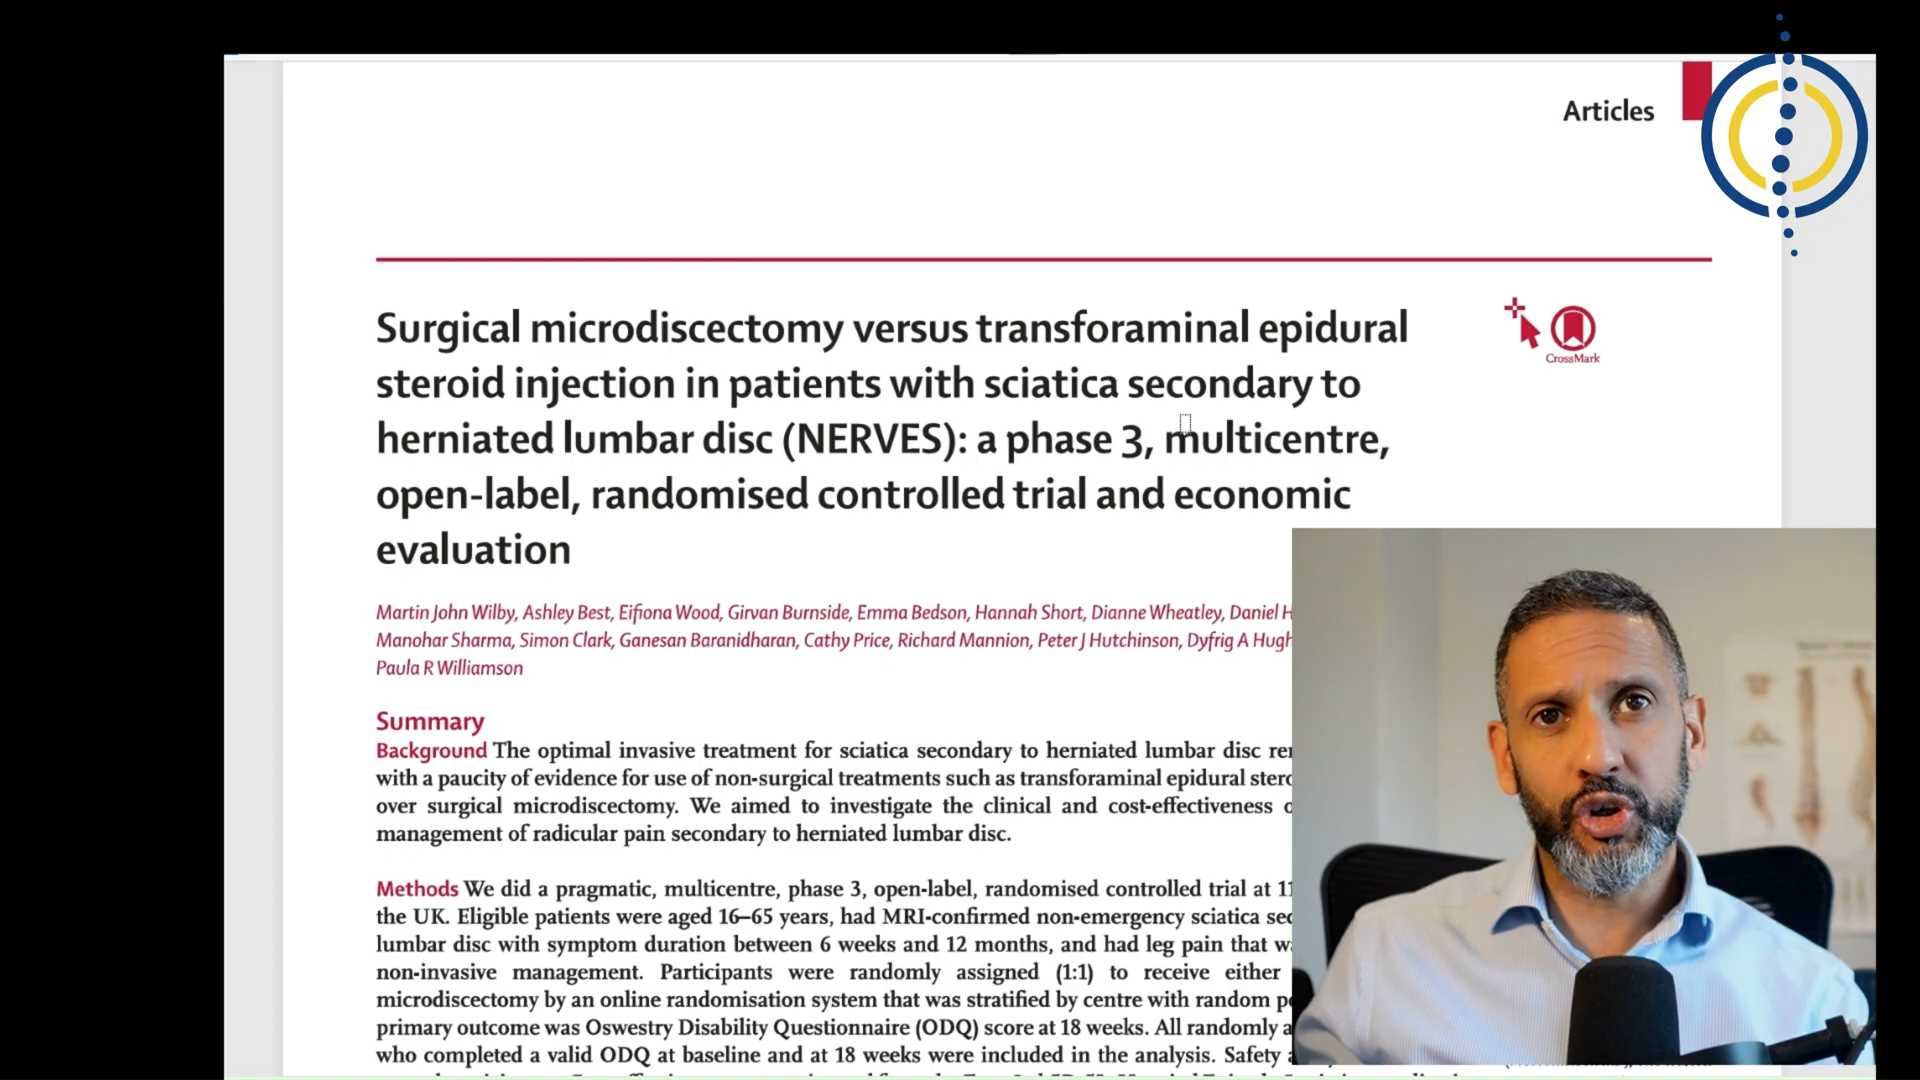 Articles
Surgical microdiscectomy versus transforaminal epidural
steroid injection in patients with sciatica secondary to
herniated lumbar disc (NERVES): a phase 3, multicentre,
open-label, randomised controlled trial and economic
evaluation
CrossMark
Martin John Wilby, Ashley Best, Eifiona Wood, Girvan Burnside, Emma Bedson, Hannah Short, Dianne Wheatley, Daniel H
Manohar Sharma, Simon Clark, Ganesan Baranidharan, Cathy Price, Richard Mannion, Peter J Hutchinson, Dyfrig A Hugh
Paula R Williamson
Summary
Background The optimal invasive treatment for sciatica secondary to herniated lumbar disc
with a paucity of evidence for use of non-surgical treatments such as transforaminal epidural
over surgical microdiscectomy. We aimed to investigate the clinical and cost-effectiveness
management of radicular pain secondary to herniated lumbar disc.
Methods We did a pragmatic, multicentre, phase 3, open-label, randomised controlled trial at 11
the UK. Eligible patients were aged 16–65 years, had MRI-confirmed non-emergency sciatica
lumbar disc with symptom duration between 6 weeks and 12 months, and had leg pain that
non-invasive management. Participants were randomly assigned (1:1) to receive either
microdiscectomy by an online randomisation system that was stratified by centre with random
primary outcome was Oswestry Disability Questionnaire (ODQ) score at 18 weeks. All randomly
who completed a valid ODQ at baseline and at 18 weeks were included in the analysis. Safety